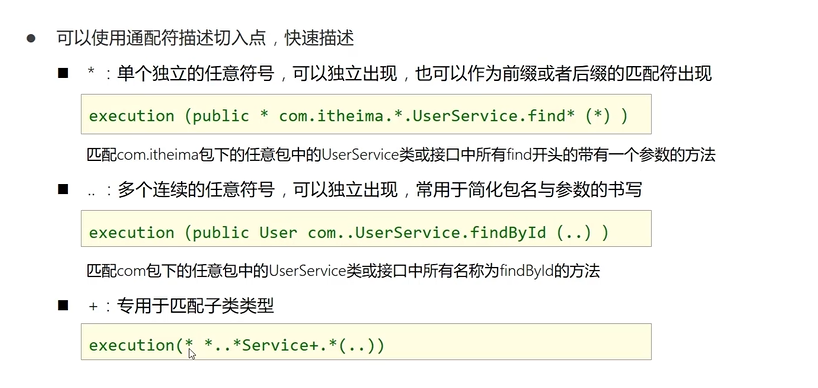 ● 可以使用通配符描述切入点，快速描述
■ * ：单个独立的任意符号，可以独立出现，也可以作为前缀或者后缀的匹配符出现
execution (public * com.itheima.*.UserService.find* (*) )
匹配com.itheima包下的任意包中的UserService类或接口中所有find开头的带有一个参数的方法
■ .. ：多个连续的任意符号，可以独立出现，常用于简化包名与参数的书写
execution (public User com..UserService.findById (..) )
匹配com包下的任意包中的UserService类或接口中所有名称为findById的方法
■ + ：专用于匹配子类类型
execution(* *..*Service+.*(..))